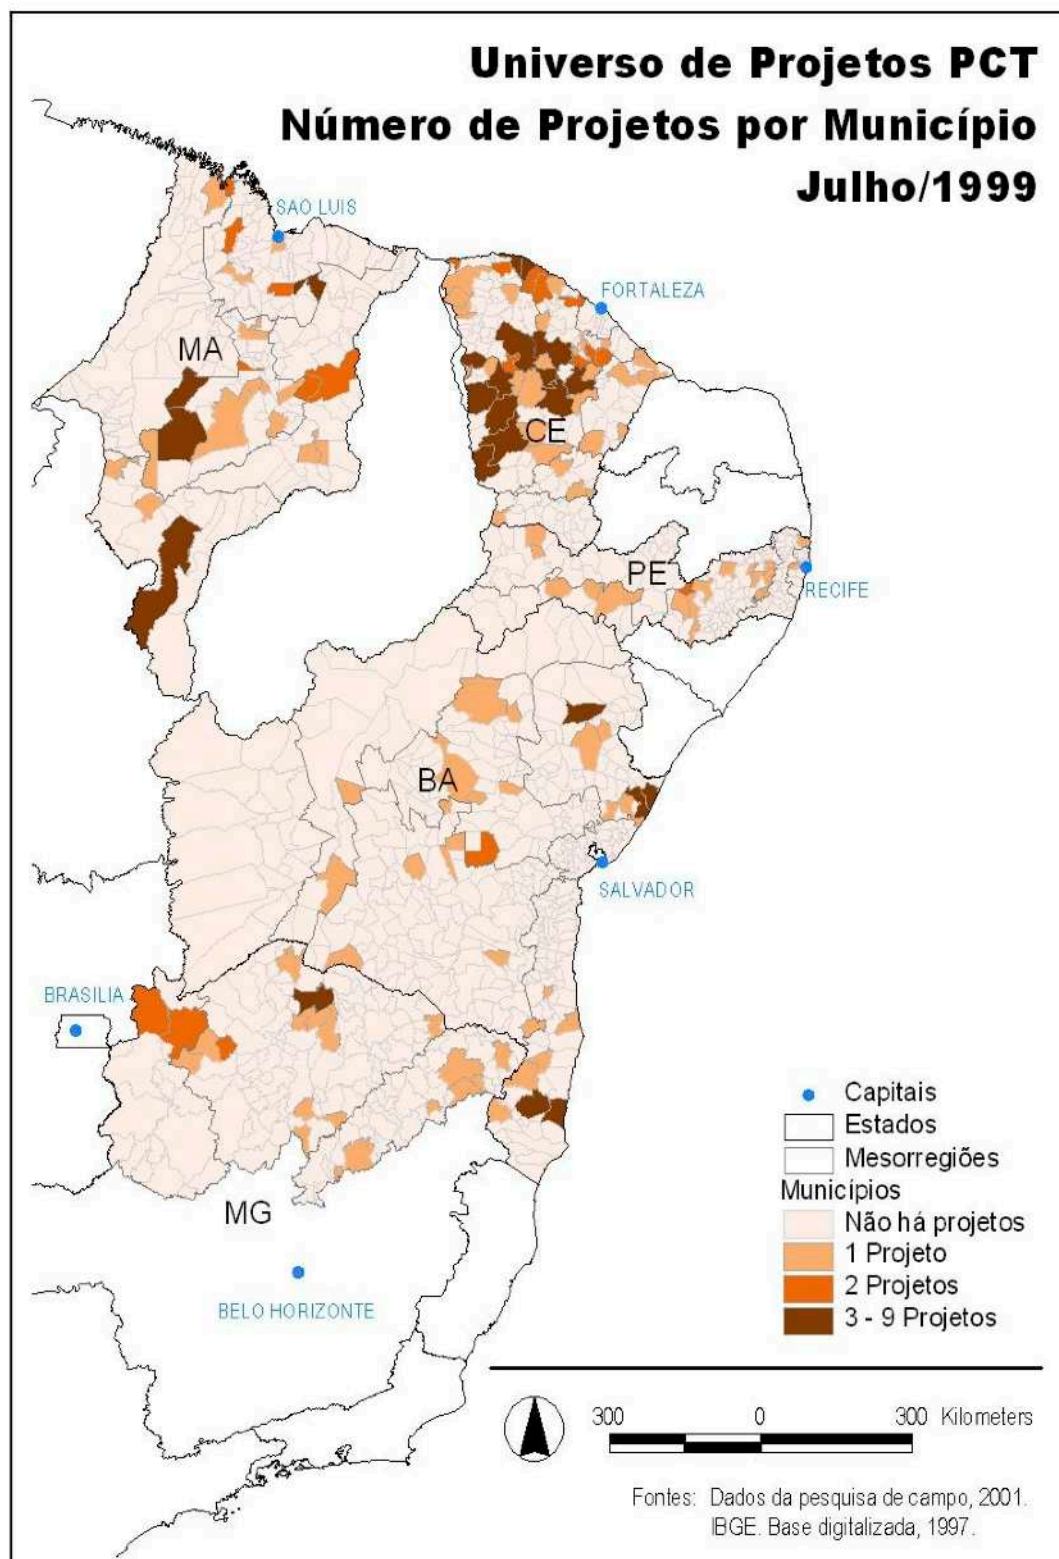 Universo de Projetos PCT
Número de Projetos por Município
Julho/1999
SAO LUIS
FORTALEZA
MA
CE
PE
RECIFE
BA
SALVADOR
BRASILIA
MG
BELO HORIZONTE
Capitais
Estados
Mesorregiões
Municípios
Não há projetos
1 Projeto
2 Projetos
3 - 9 Projetos
300 0 300 Kilometers
Fontes: Dados da pesquisa de campo, 2001.
IBGE. Base digitalizada, 1997.